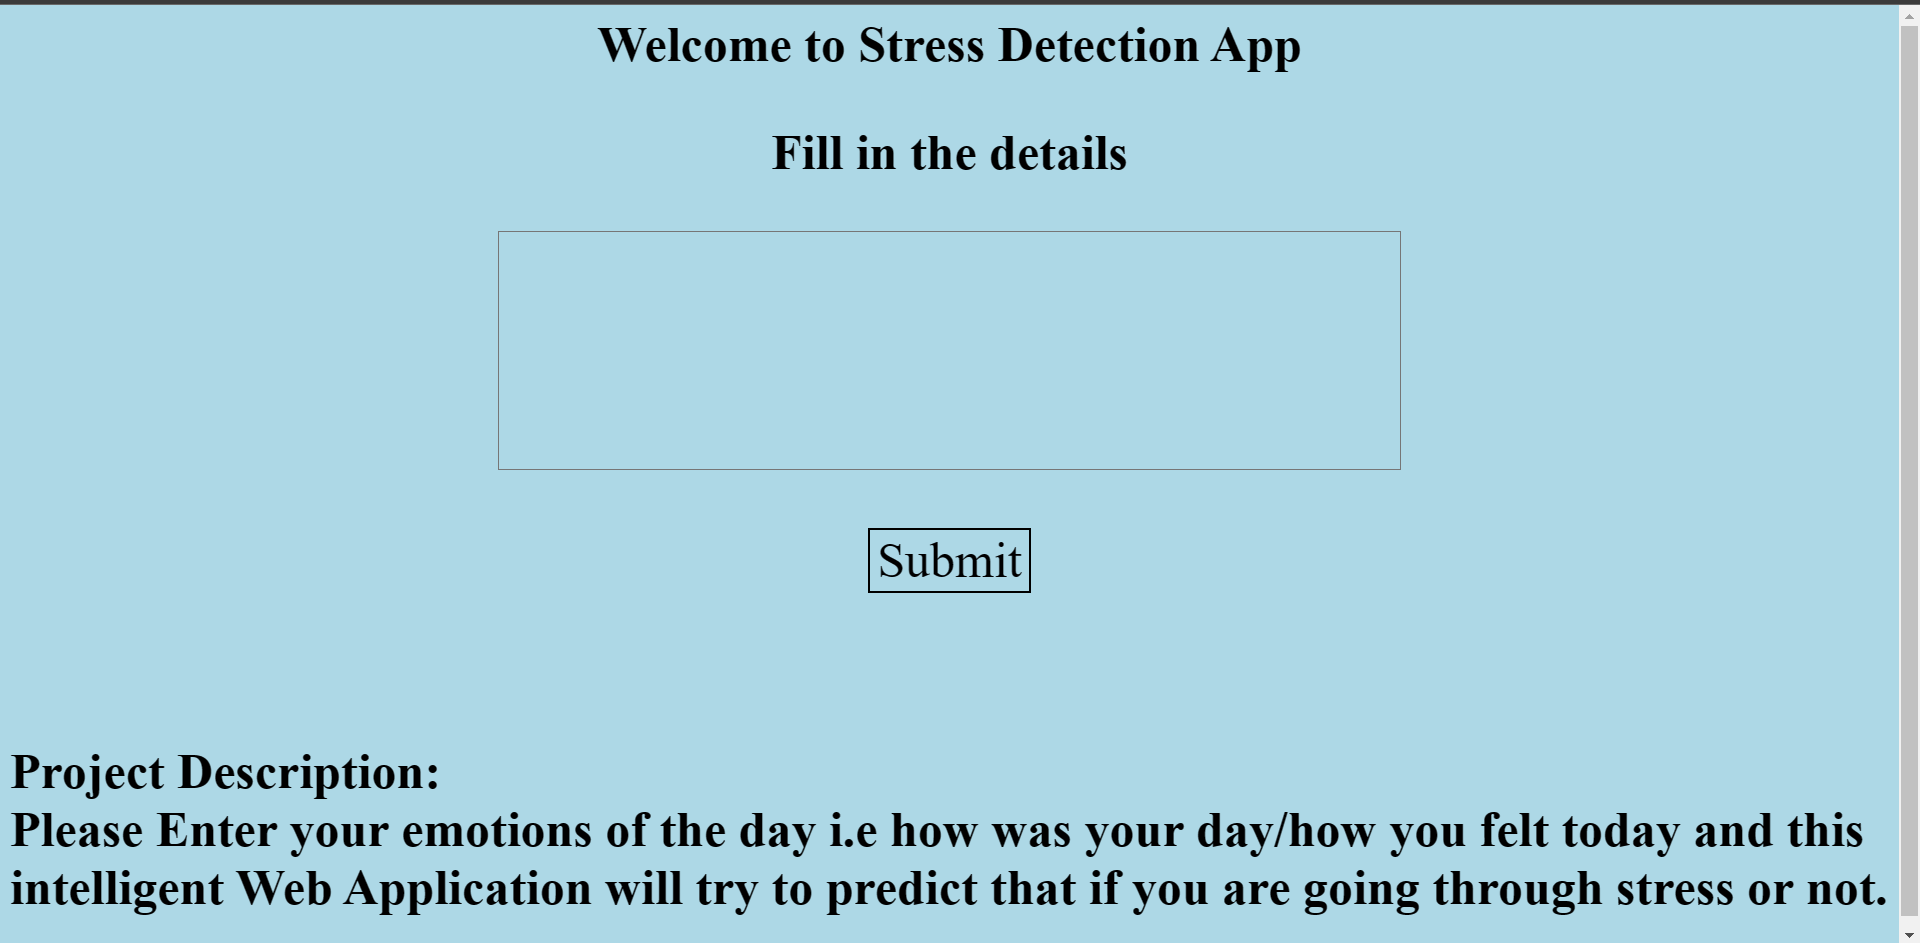 Welcome to Stress Detection App
Fill in the details
Submit
Project Description:
Please Enter your emotions of the day i.e how was your day/how you felt today and this
intelligent Web Application will try to predict that if you are going through stress or not.